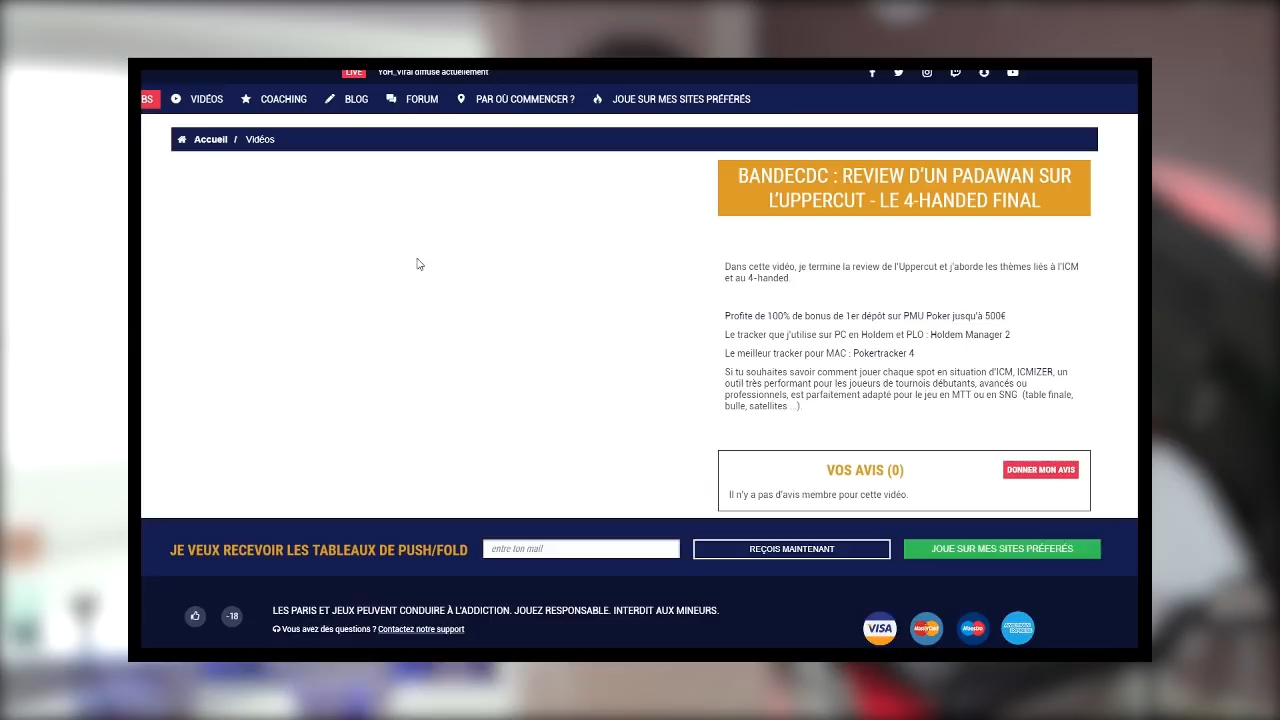 LIVE YoH_Viral diffuse actuellement
BS VIDÉOS COACHING BLOG FORUM PAR OÙ COMMENCER ? JOUE SUR MES SITES PRÉFÉRÉS
Accueil / Vidéos
BANDECDC : REVIEW D'UN PADAWAN SUR
L'UPPERCUT - LE 4-HANDED FINAL
Dans cette vidéo, je termine la review de l'Uppercut et j'aborde les thèmes liés à l'ICM
et au 4-handed.
Profite de 100% de bonus de 1er dépôt sur PMU Poker jusqu'à 500€
Le tracker que j'utilise sur PC en Holdem et PLO : Holdem Manager 2
Le meilleur tracker pour MAC : Pokertracker 4
Si tu souhaites savoir comment jouer chaque spot en situation d'ICM, ICMIZER, un
outil très performant pour les joueurs de tournois débutants, avancés ou
professionnels, est parfaitement adapté pour le jeu en MTT ou en SNG (table finale,
bulle, satellites ...).
VOS AVIS (0) DONNER MON AVIS
Il n'y a pas d'avis membre pour cette vidéo.
JE VEUX RECEVOIR LES TABLEAUX DE PUSH/FOLD entre ton mail REÇOIS MAINTENANT JOUE SUR MES SITES PRÉFERÉS
-18 LES PARIS ET JEUX PEUVENT CONDUIRE À L'ADDICTION. JOUEZ RESPONSABLE. INTERDIT AUX MINEURS.
Vous avez des questions ? Contactez notre support
VISA MasterCard Maestro AMERICAN EXPRESS